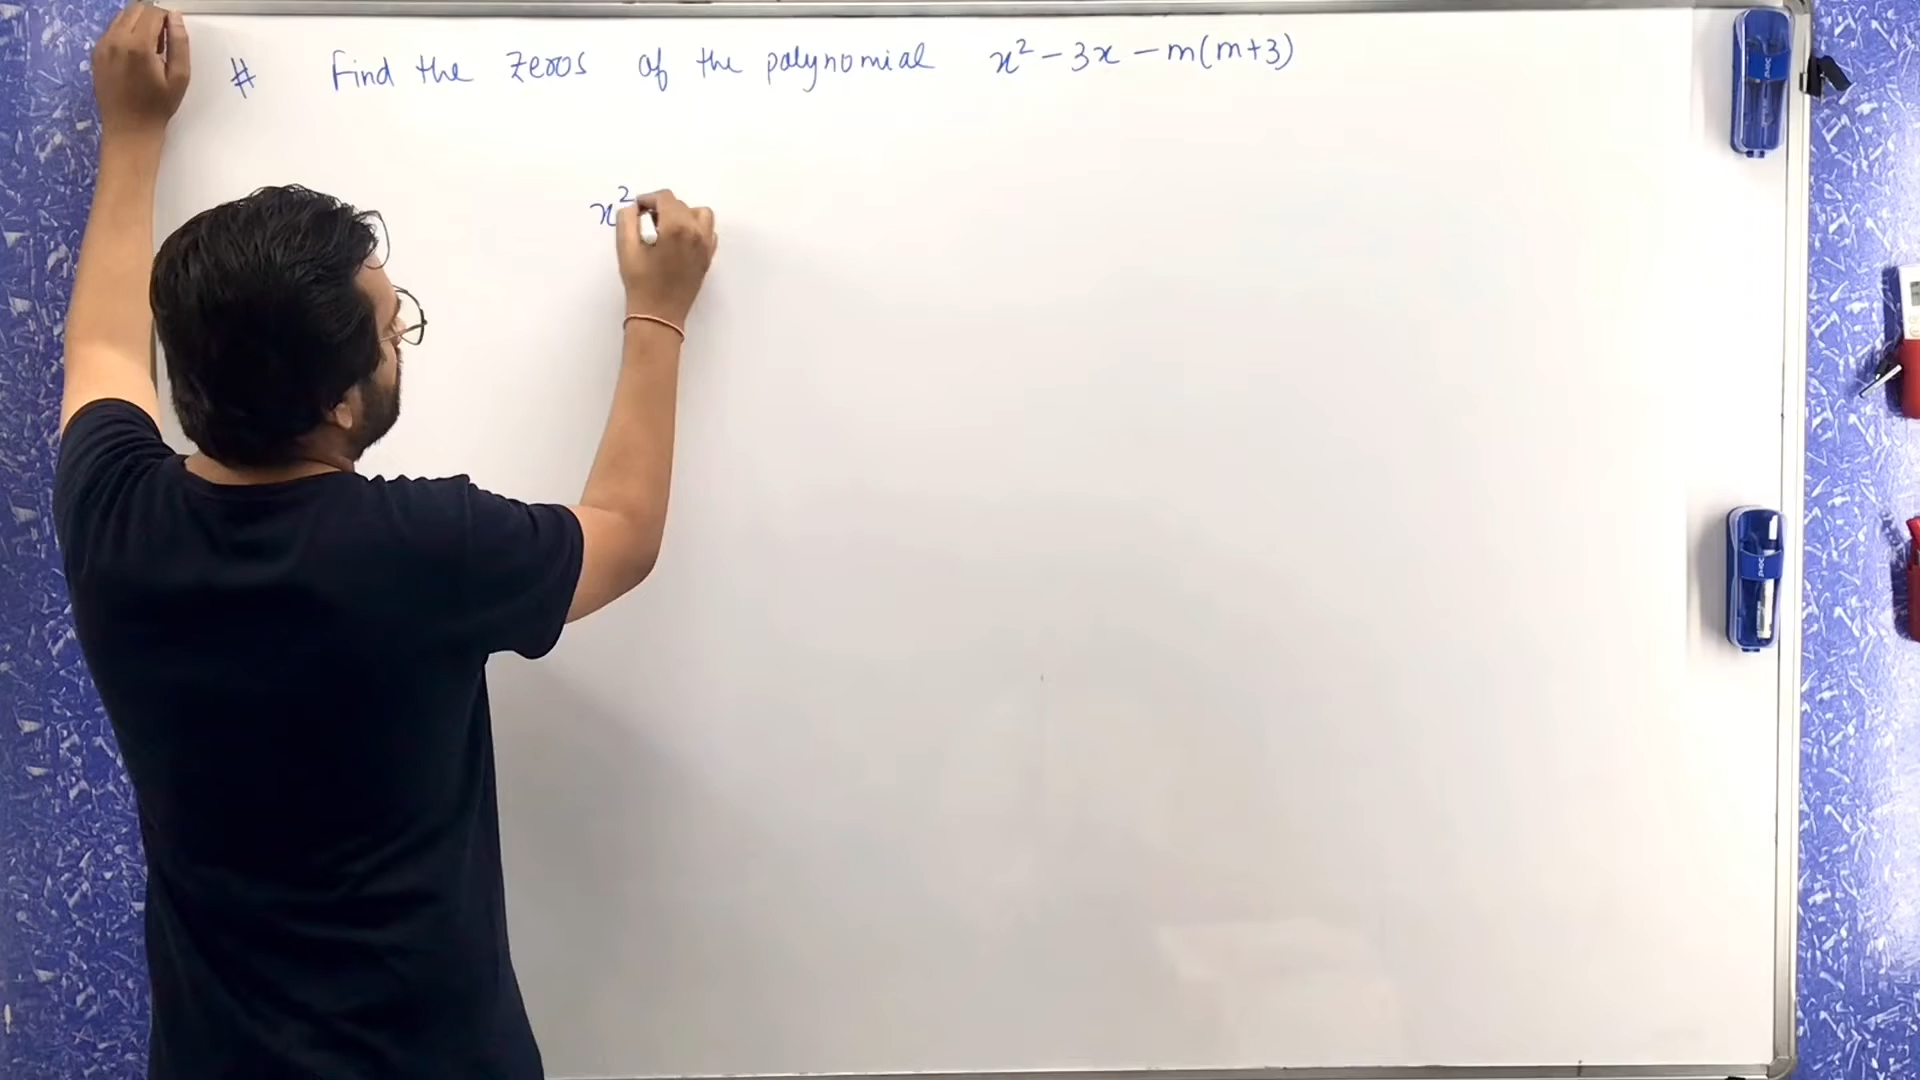 # Find the zeros of the polynomial x² - 3x - m(m+3)
x²